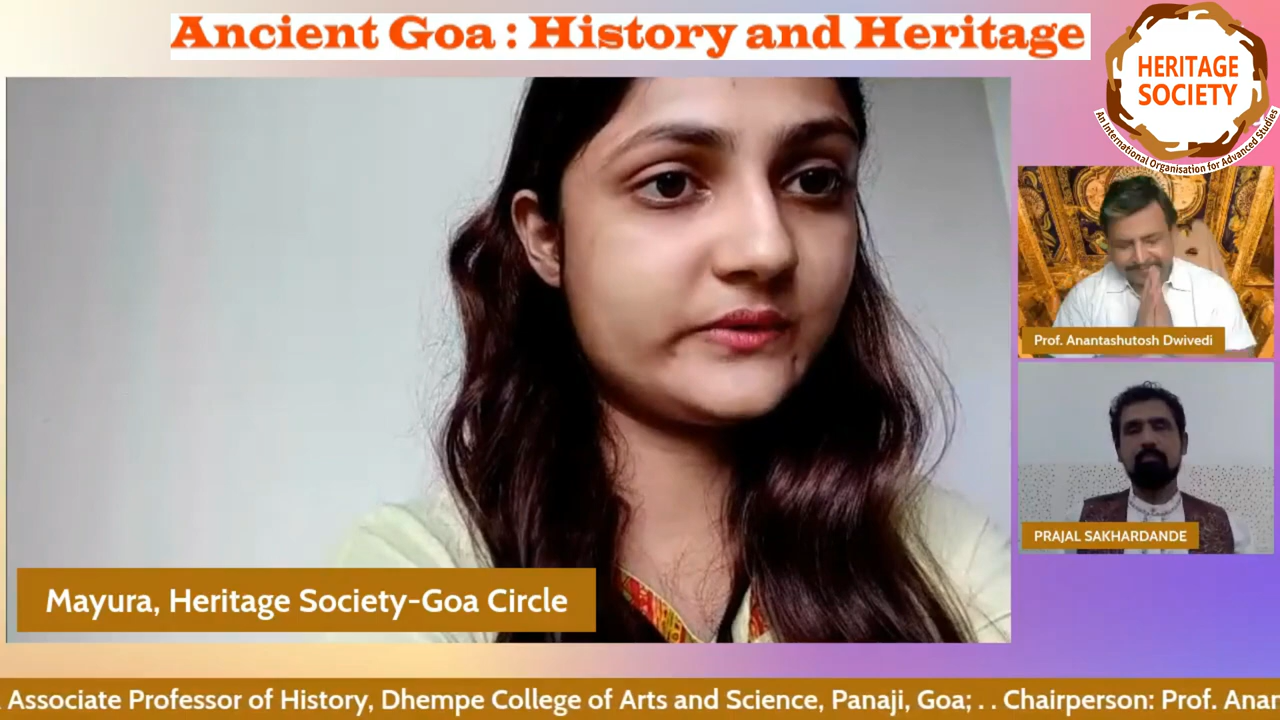 Ancient Goa : History and Heritage
HERITAGE
SOCIETY
An International Organisation for Advanced Studies
Prof. Anantashutosh Dwivedi
PRAJAL SAKHARDANDE
Mayura, Heritage Society-Goa Circle
Associate Professor of History, Dhempe College of Arts and Science, Panaji, Goa; . . Chairperson: Prof. Anan